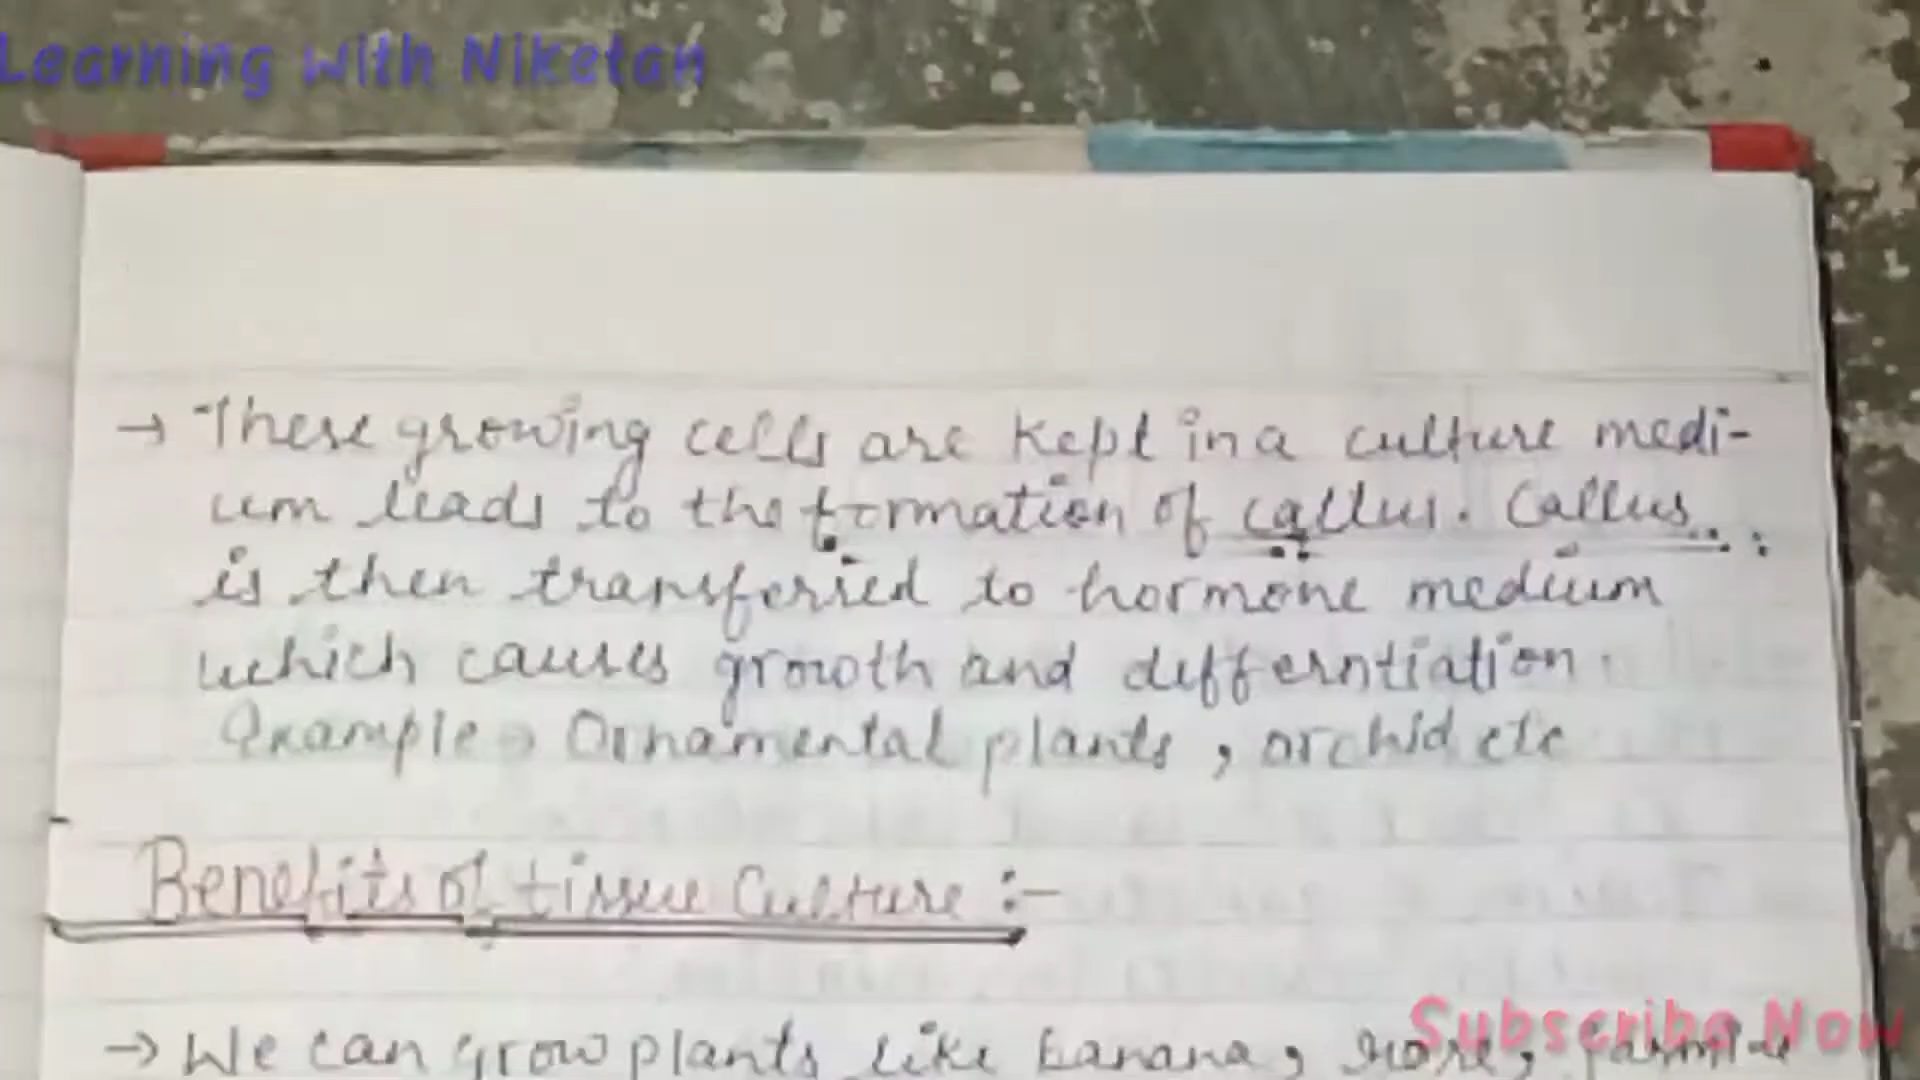 Learning with Niketan
→ These growing cells are kept in a culture medi-
um leads to the formation of callus. Callus
is then transferred to hormone medium
which causes growth and differntiation.
Example → Ornamental plants, orchid etc
Benefits of tissue Culture :-
→ We can grow plants like banana, rose,
Subscribe Now